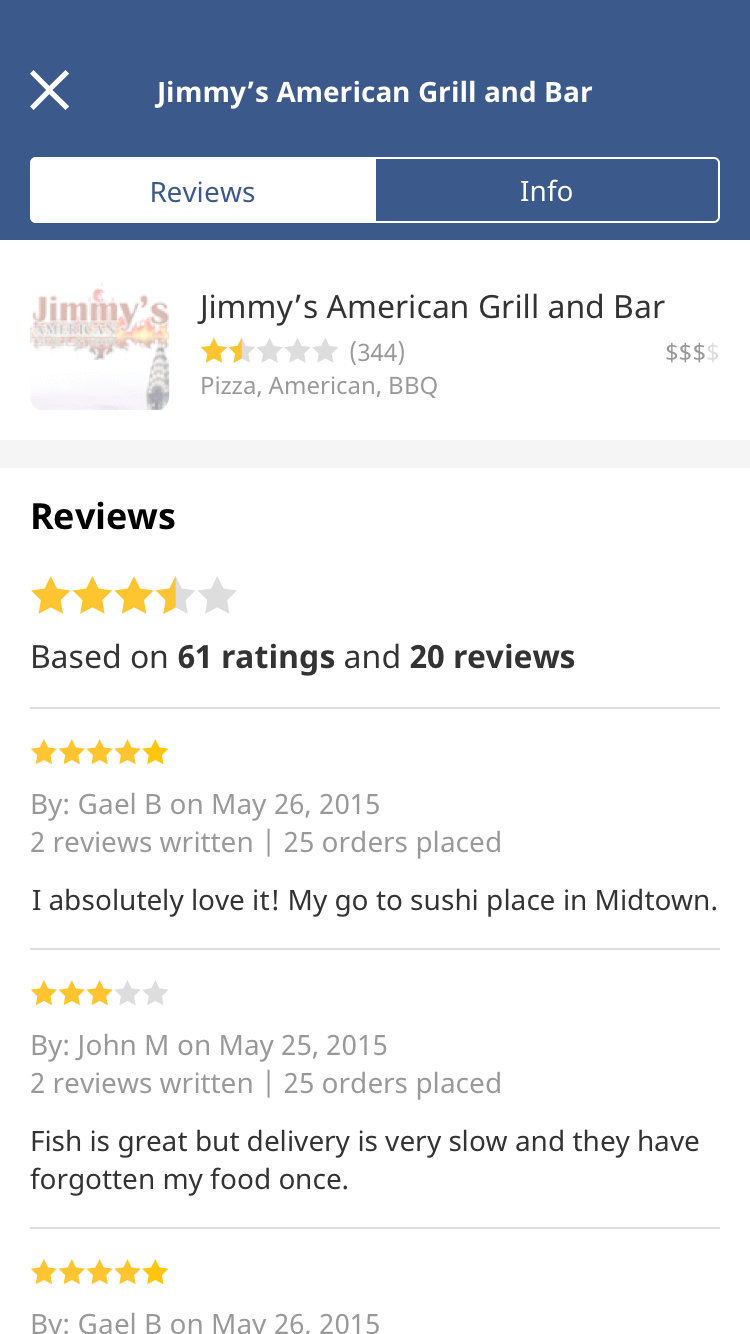 Jimmy’s American Grill and Bar
Reviews
Info
Jimmy's
AMERICAN
Jimmy’s American Grill and Bar
(344)
$$$$
Pizza, American, BBQ
Reviews
Based on 61 ratings and 20 reviews
By: Gael B on May 26, 2015
2 reviews written | 25 orders placed
I absolutely love it! My go to sushi place in Midtown.
By: John M on May 25, 2015
2 reviews written | 25 orders placed
Fish is great but delivery is very slow and they have
forgotten my food once.
By: Gael B on May 26, 2015